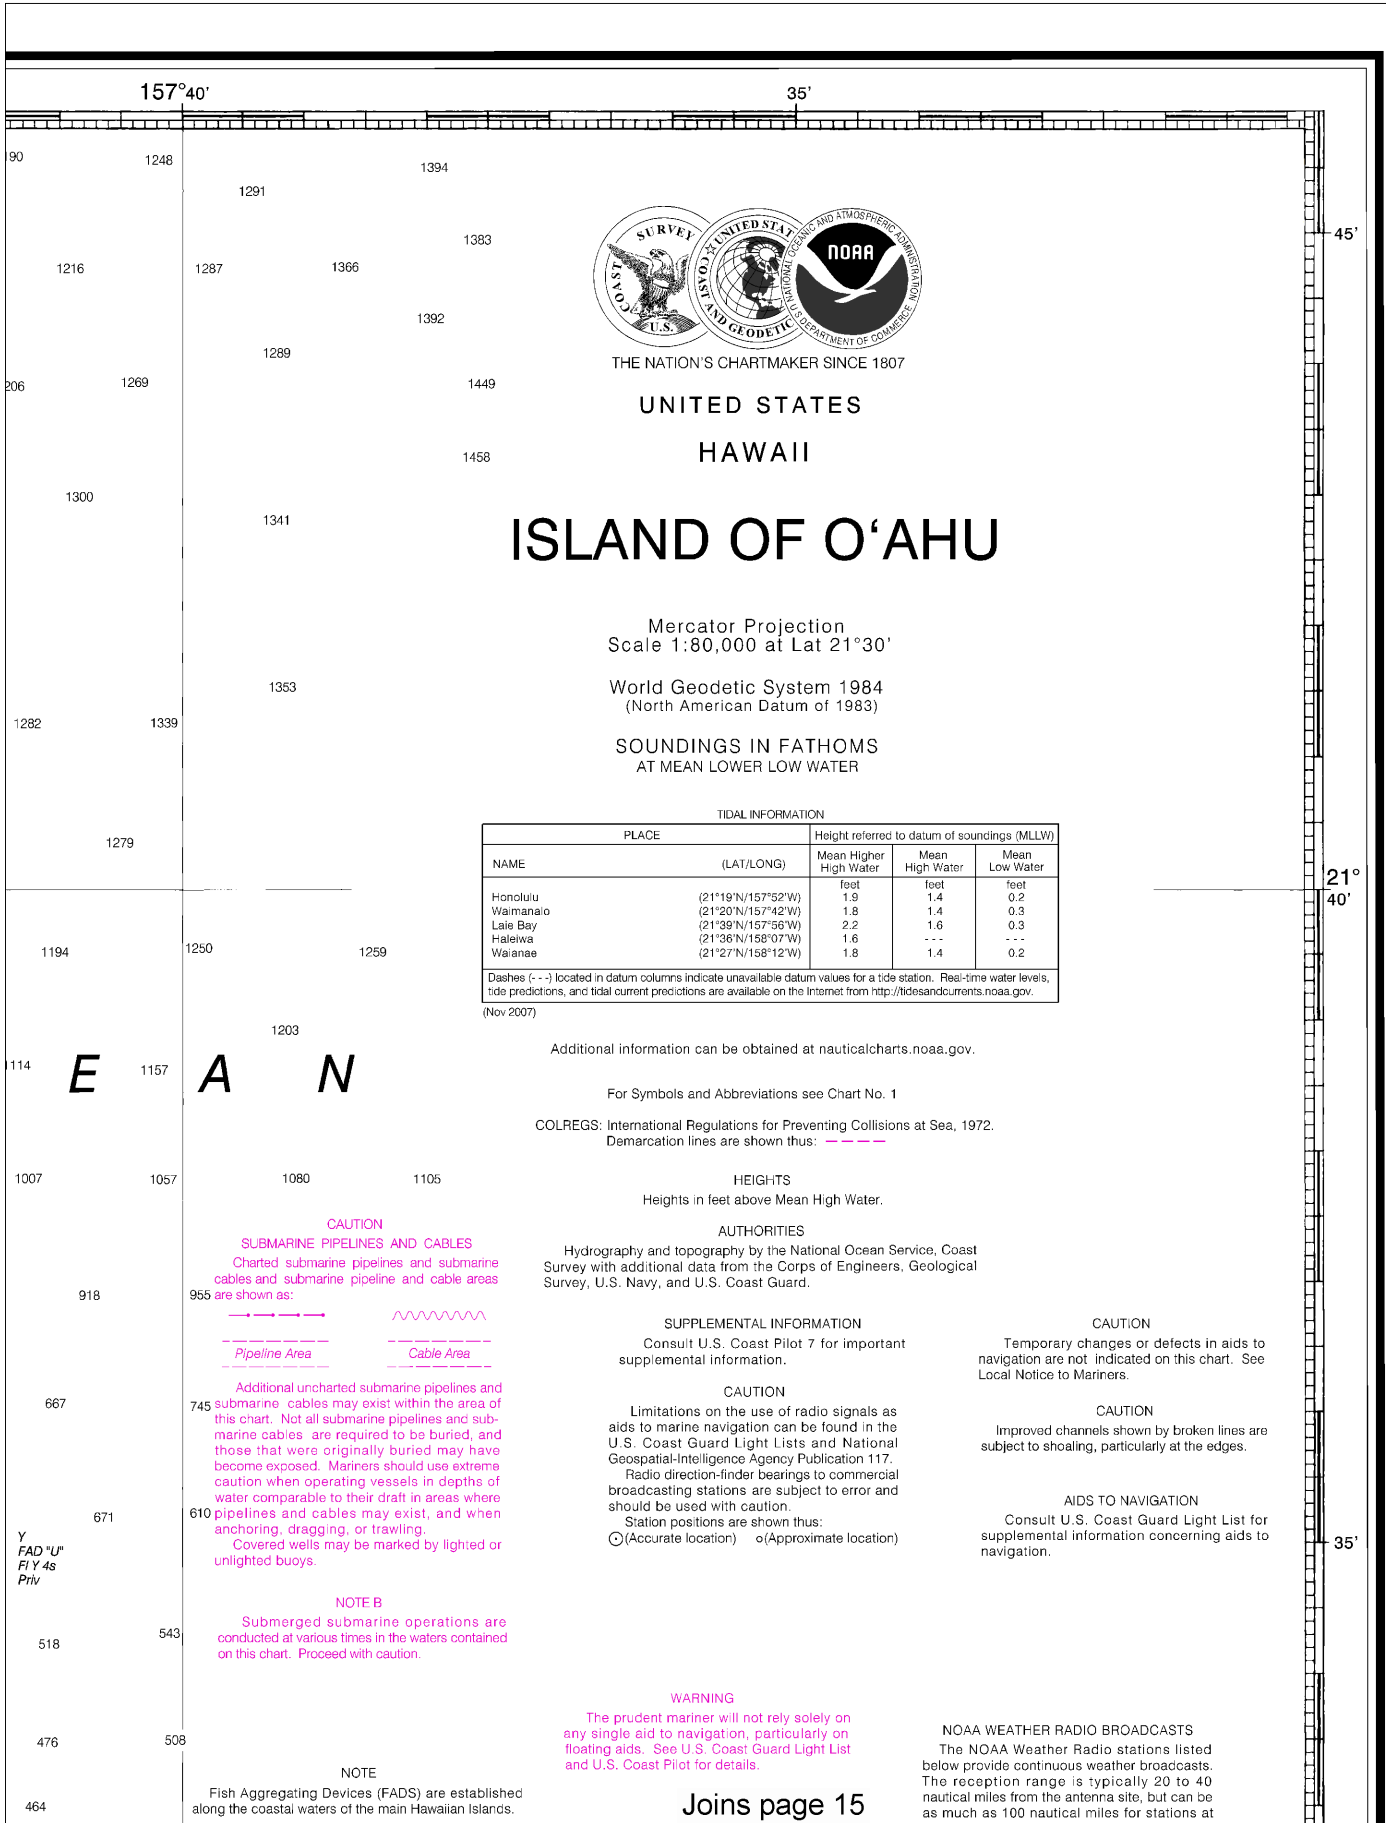 157°40'
35'
190
1248
1394
1291
1383
45'
1216
1287
1366
1392
1289
206
1269
1449
1458
1300
1341
COAST SURVEY U.S.
UNITED STATES COAST AND GEODETIC
NATIONAL OCEANIC AND ATMOSPHERIC ADMINISTRATION
NOAA
U.S. DEPARTMENT OF COMMERCE
THE NATION'S CHARTMAKER SINCE 1807
UNITED STATES
HAWAII
ISLAND OF O‘AHU
Mercator Projection
Scale 1:80,000 at Lat 21°30'
World Geodetic System 1984
(North American Datum of 1983)
SOUNDINGS IN FATHOMS
AT MEAN LOWER LOW WATER
1353
1282
1339
1279
TIDAL INFORMATION
PLACE Height referred to datum of soundings (MLLW)
NAME (LAT/LONG) Mean Higher High Water Mean High Water Mean Low Water
feet feet feet
Honolulu (21°19'N/157°52'W) 1.9 1.4 0.2
Waimanalo (21°20'N/157°42'W) 1.8 1.4 0.3
Laie Bay (21°39'N/157°56'W) 2.2 1.6 0.3
Haleiwa (21°36'N/158°07'W) 1.6 - - - - - -
Waianae (21°27'N/158°12'W) 1.8 1.4 0.2
Dashes (- - -) located in datum columns indicate unavailable datum values for a tide station. Real-time water levels,
tide predictions, and tidal current predictions are available on the Internet from http://tidesandcurrents.noaa.gov.
(Nov 2007)
21°
40'
1194
1250
1259
1203
1114
E A N
1157
Additional information can be obtained at nauticalcharts.noaa.gov.
For Symbols and Abbreviations see Chart No. 1
COLREGS: International Regulations for Preventing Collisions at Sea, 1972.
Demarcation lines are shown thus: — — — —
1007
1057
1080
1105
HEIGHTS
Heights in feet above Mean High Water.
AUTHORITIES
Hydrography and topography by the National Ocean Service, Coast
Survey with additional data from the Corps of Engineers, Geological
Survey, U.S. Navy, and U.S. Coast Guard.
CAUTION
SUBMARINE PIPELINES AND CABLES
Charted submarine pipelines and submarine
cables and submarine pipeline and cable areas
are shown as:
918
955
Pipeline Area Cable Area
Additional uncharted submarine pipelines and
submarine cables may exist within the area of
this chart. Not all submarine pipelines and sub-
marine cables are required to be buried, and
those that were originally buried may have
become exposed. Mariners should use extreme
caution when operating vessels in depths of
water comparable to their draft in areas where
pipelines and cables may exist, and when
anchoring, dragging, or trawling.
Covered wells may be marked by lighted or
unlighted buoys.
667
745
671
610
Y
FAD "U"
Fl Y 4s
Priv
SUPPLEMENTAL INFORMATION
Consult U.S. Coast Pilot 7 for important
supplemental information.
CAUTION
Limitations on the use of radio signals as
aids to marine navigation can be found in the
U.S. Coast Guard Light Lists and National
Geospatial-Intelligence Agency Publication 117.
Radio direction-finder bearings to commercial
broadcasting stations are subject to error and
should be used with caution.
Station positions are shown thus:
(Accurate location) o(Approximate location)
CAUTION
Temporary changes or defects in aids to
navigation are not indicated on this chart. See
Local Notice to Mariners.
CAUTION
Improved channels shown by broken lines are
subject to shoaling, particularly at the edges.
AIDS TO NAVIGATION
Consult U.S. Coast Guard Light List for
supplemental information concerning aids to
navigation.
35'
NOTE B
Submerged submarine operations are
conducted at various times in the waters contained
on this chart. Proceed with caution.
518
543
476
508
464
NOTE
Fish Aggregating Devices (FADS) are established
along the coastal waters of the main Hawaiian Islands.
WARNING
The prudent mariner will not rely solely on
any single aid to navigation, particularly on
floating aids. See U.S. Coast Guard Light List
and U.S. Coast Pilot for details.
Joins page 15
NOAA WEATHER RADIO BROADCASTS
The NOAA Weather Radio stations listed
below provide continuous weather broadcasts.
The reception range is typically 20 to 40
nautical miles from the antenna site, but can be
as much as 100 nautical miles for stations at